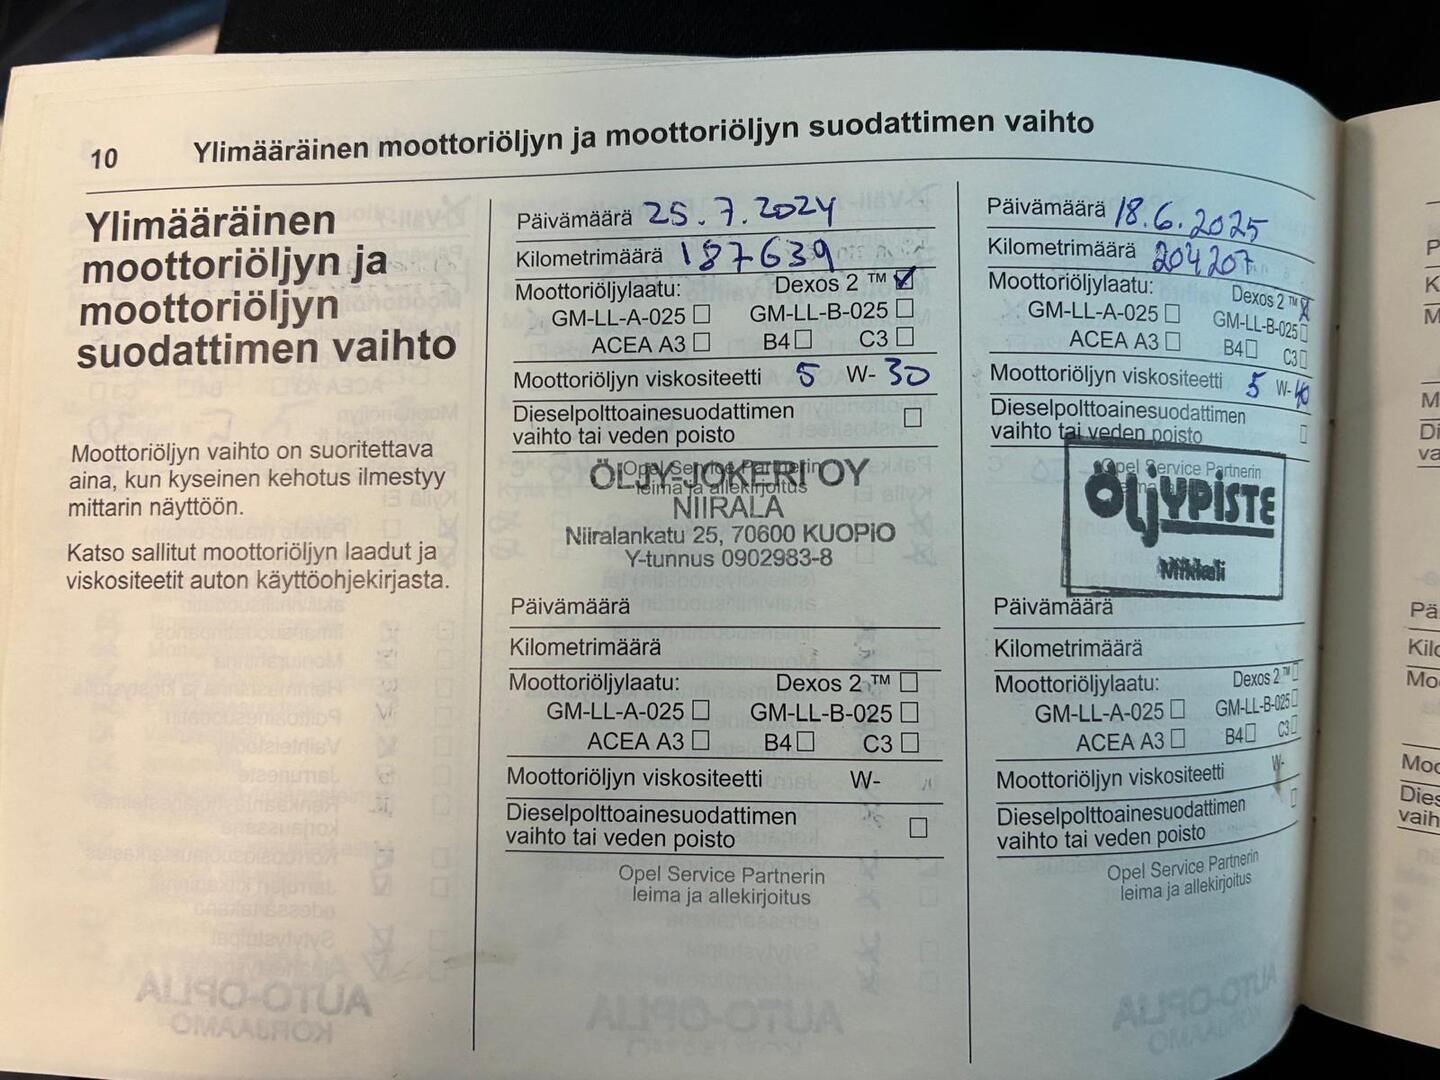 10
Ylimääräinen moottoriöljyn ja moottoriöljyn suodattimen vaihto
Ylimääräinen
moottoriöljyn ja
moottoriöljyn
suodattimen vaihto
Moottoriöljyn vaihto on suoritettava
aina, kun kyseinen kehotus ilmestyy
mittarin näyttöön.
Katso sallitut moottoriöljyn laadut ja
viskositeetit auton käyttöohjekirjasta.
Päivämäärä 25.7.2024
Kilometrimäärä 187639
Moottoriöljylaatu: Dexos 2 ™
GM-LL-A-025 GM-LL-B-025
ACEA A3 B4 C3
Moottoriöljyn viskositeetti 5 W- 30
Dieselpolttoainesuodattimen
vaihto tai veden poisto
Opel Service Partnerin
leima ja allekirjoitus
ÖLJY-JOKERI OY
NIIRALA
Niiralankatu 25, 70600 KUOPIO
Y-tunnus 0902983-8
Päivämäärä
Kilometrimäärä
Moottoriöljylaatu: Dexos 2 ™
GM-LL-A-025 GM-LL-B-025
ACEA A3 B4 C3
Moottoriöljyn viskositeetti W-
Dieselpolttoainesuodattimen
vaihto tai veden poisto
Opel Service Partnerin
leima ja allekirjoitus
Päivämäärä 18.6.2025
Kilometrimäärä 204207
Moottoriöljylaatu: Dexos 2 ™
GM-LL-A-025 GM-LL-B-025
ACEA A3 B4 C3
Moottoriöljyn viskositeetti 5 W- 40
Dieselpolttoainesuodattimen
vaihto tai veden poisto
Opel Service Partnerin
ÖLJYPISTE
Mikkeli
Päivämäärä
Kilometrimäärä
Moottoriöljylaatu: Dexos 2 ™
GM-LL-A-025 GM-LL-B-025
ACEA A3 B4 C3
Moottoriöljyn viskositeetti W-
Dieselpolttoainesuodattimen
vaihto tai veden poisto
Opel Service Partnerin
leima ja allekirjoitus